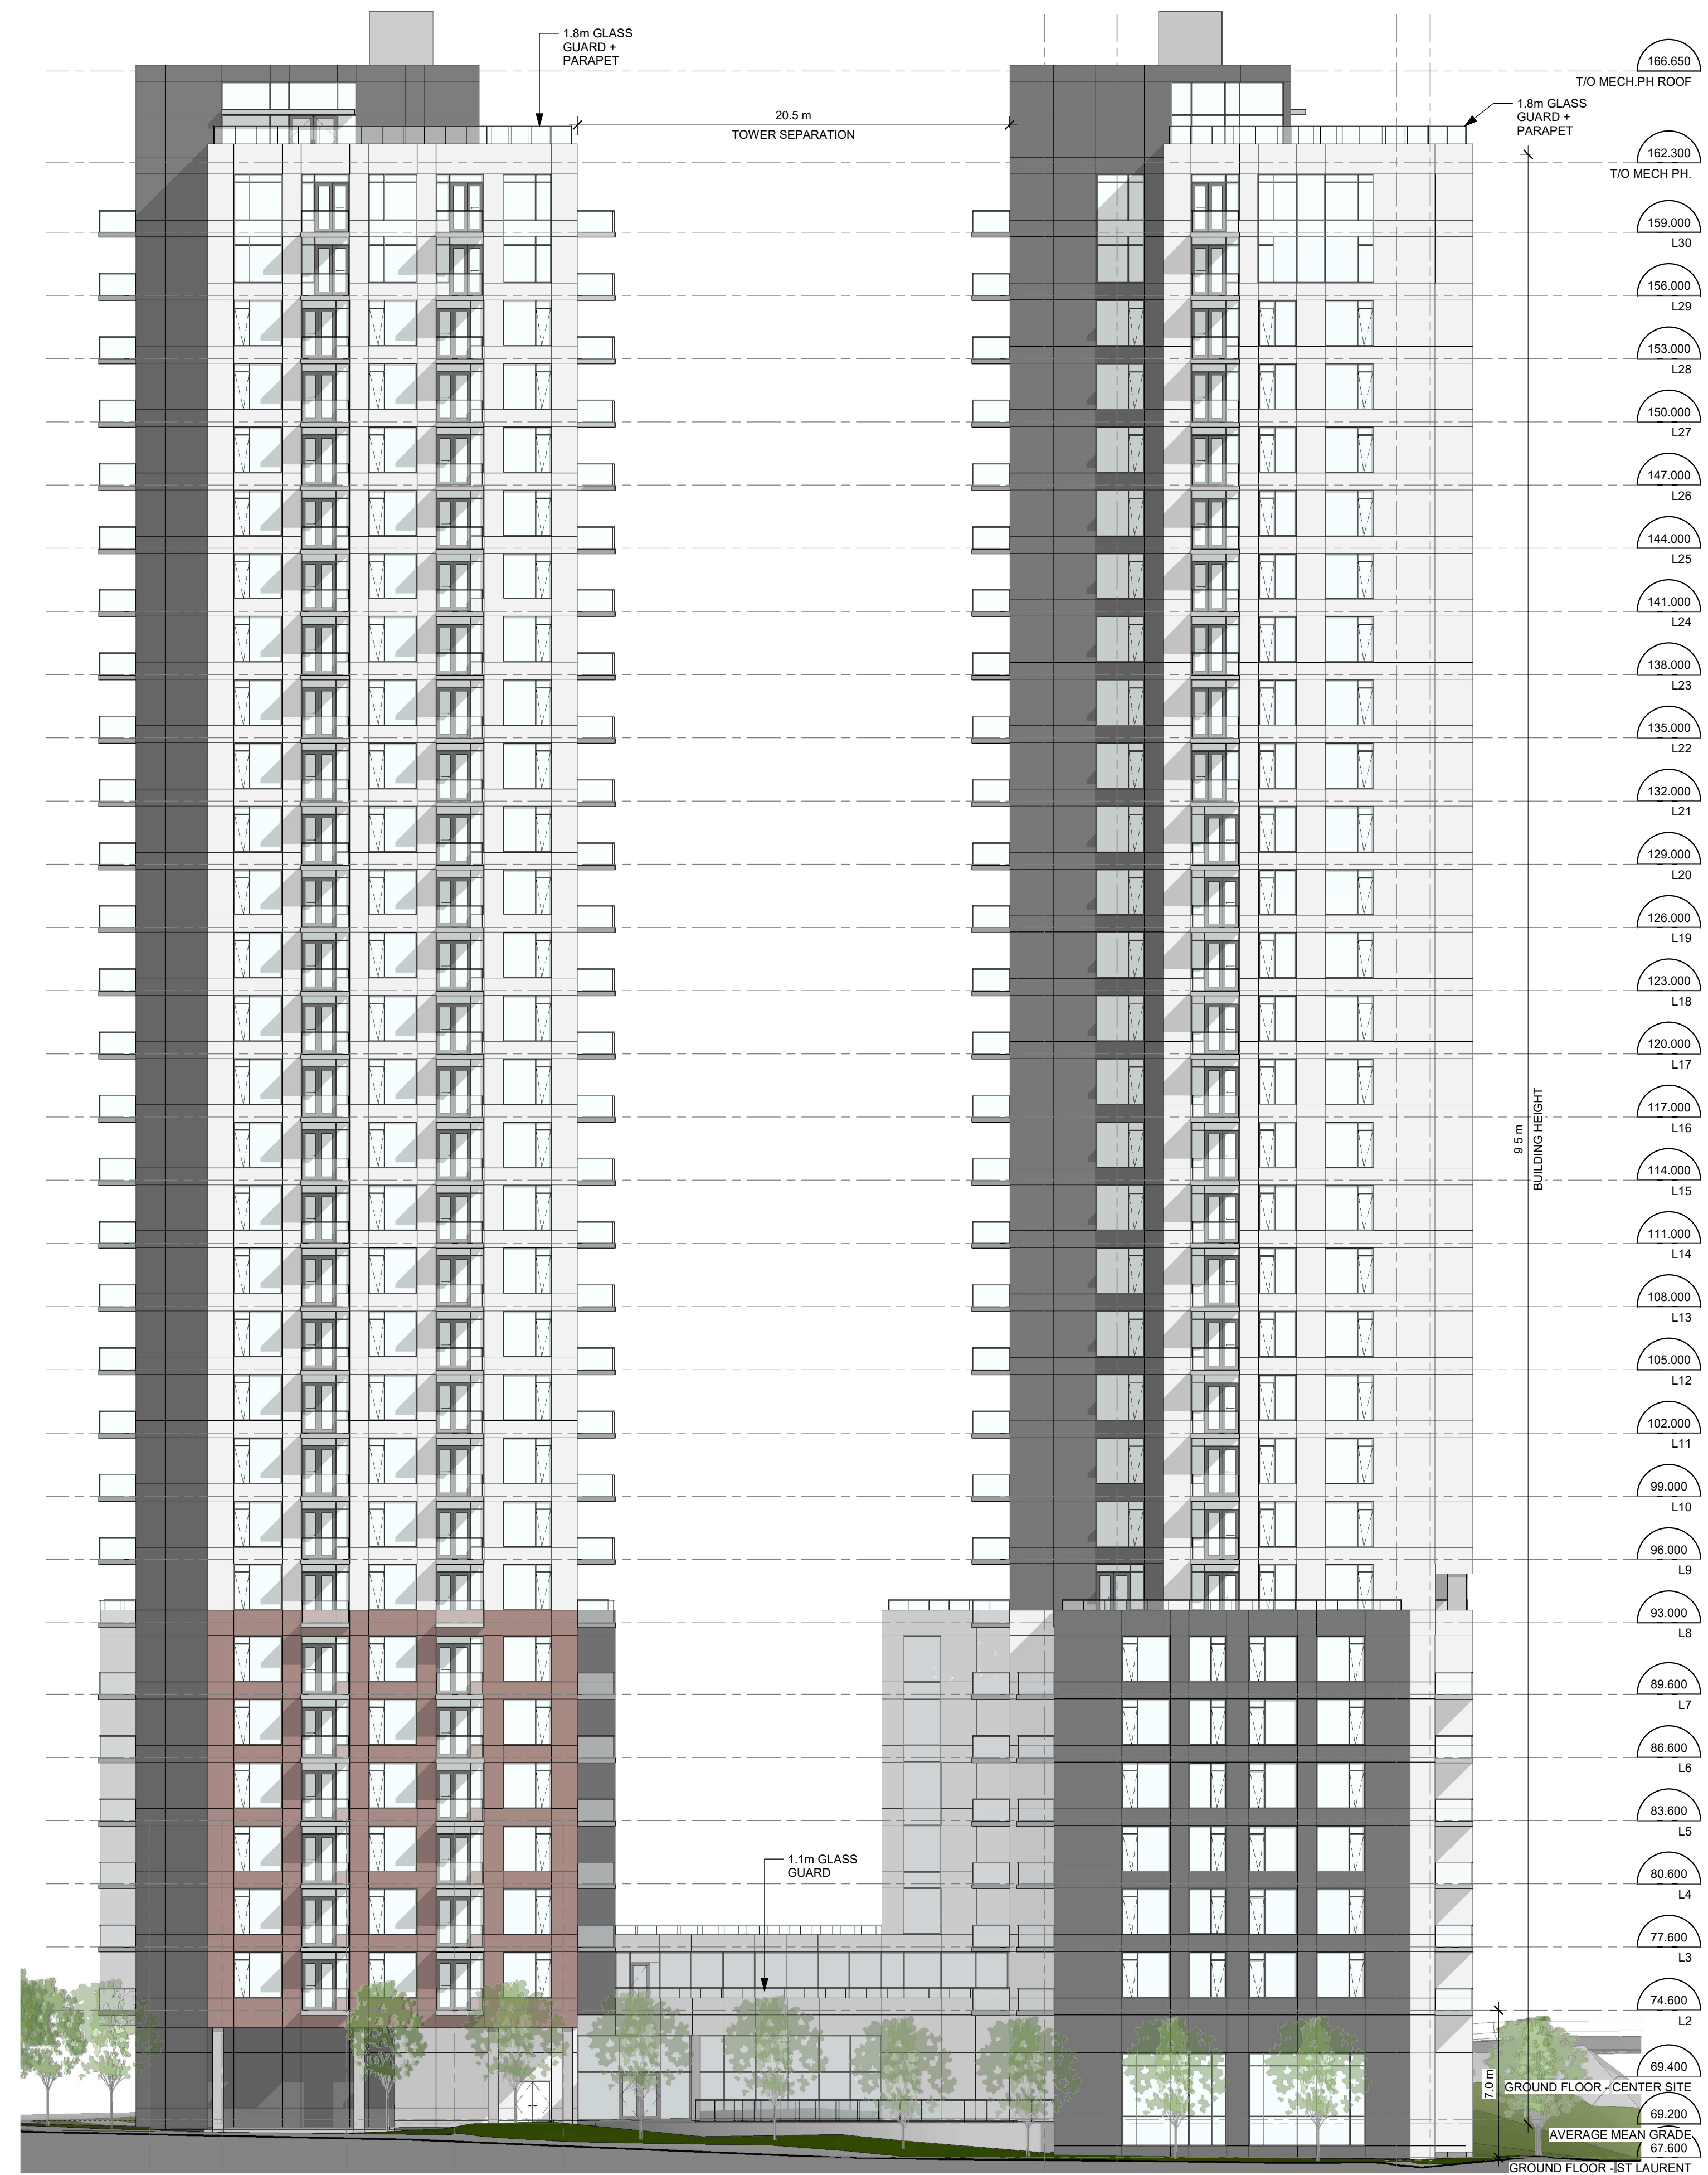 1.8m GLASS
GUARD +
PARAPET
20.5 m
TOWER SEPARATION
1.8m GLASS
GUARD +
PARAPET
166.650
T/O MECH.PH ROOF
162.300
T/O MECH PH.
159.000
L30
156.000
L29
153.000
L28
150.000
L27
147.000
L26
144.000
L25
141.000
L24
138.000
L23
135.000
L22
132.000
L21
129.000
L20
126.000
L19
123.000
L18
120.000
L17
117.000
L16
9 5 m
BUILDING HEIGHT
114.000
L15
111.000
L14
108.000
L13
105.000
L12
102.000
L11
99.000
L10
96.000
L9
93.000
L8
89.600
L7
86.600
L6
83.600
L5
1.1m GLASS
GUARD
80.600
L4
77.600
L3
74.600
L2
7.0 m
69.400
GROUND FLOOR - CENTER SITE
69.200
AVERAGE MEAN GRADE
67.600
GROUND FLOOR - ST LAURENT